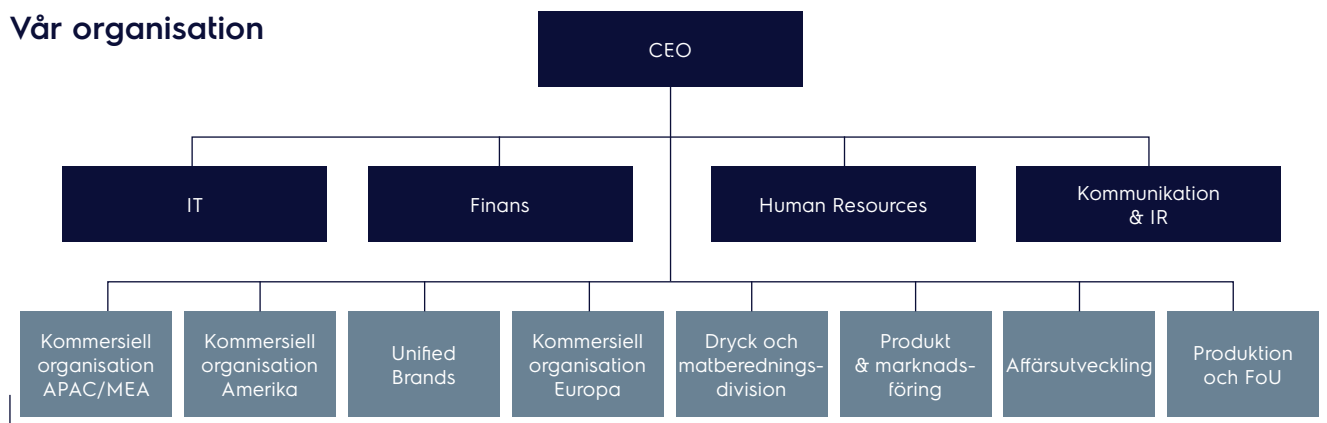 Vår organisation
CEO
IT
Finans
Human Resources
Kommunikation
& IR
Kommersiell
organisation
APAC/MEA
Kommersiell
organisation
Amerika
Unified
Brands
Kommersiell
organisation
Europa
Dryck och
matberednings-
division
Produkt
& marknads-
föring
Affärsutveckling
Produktion
och FoU